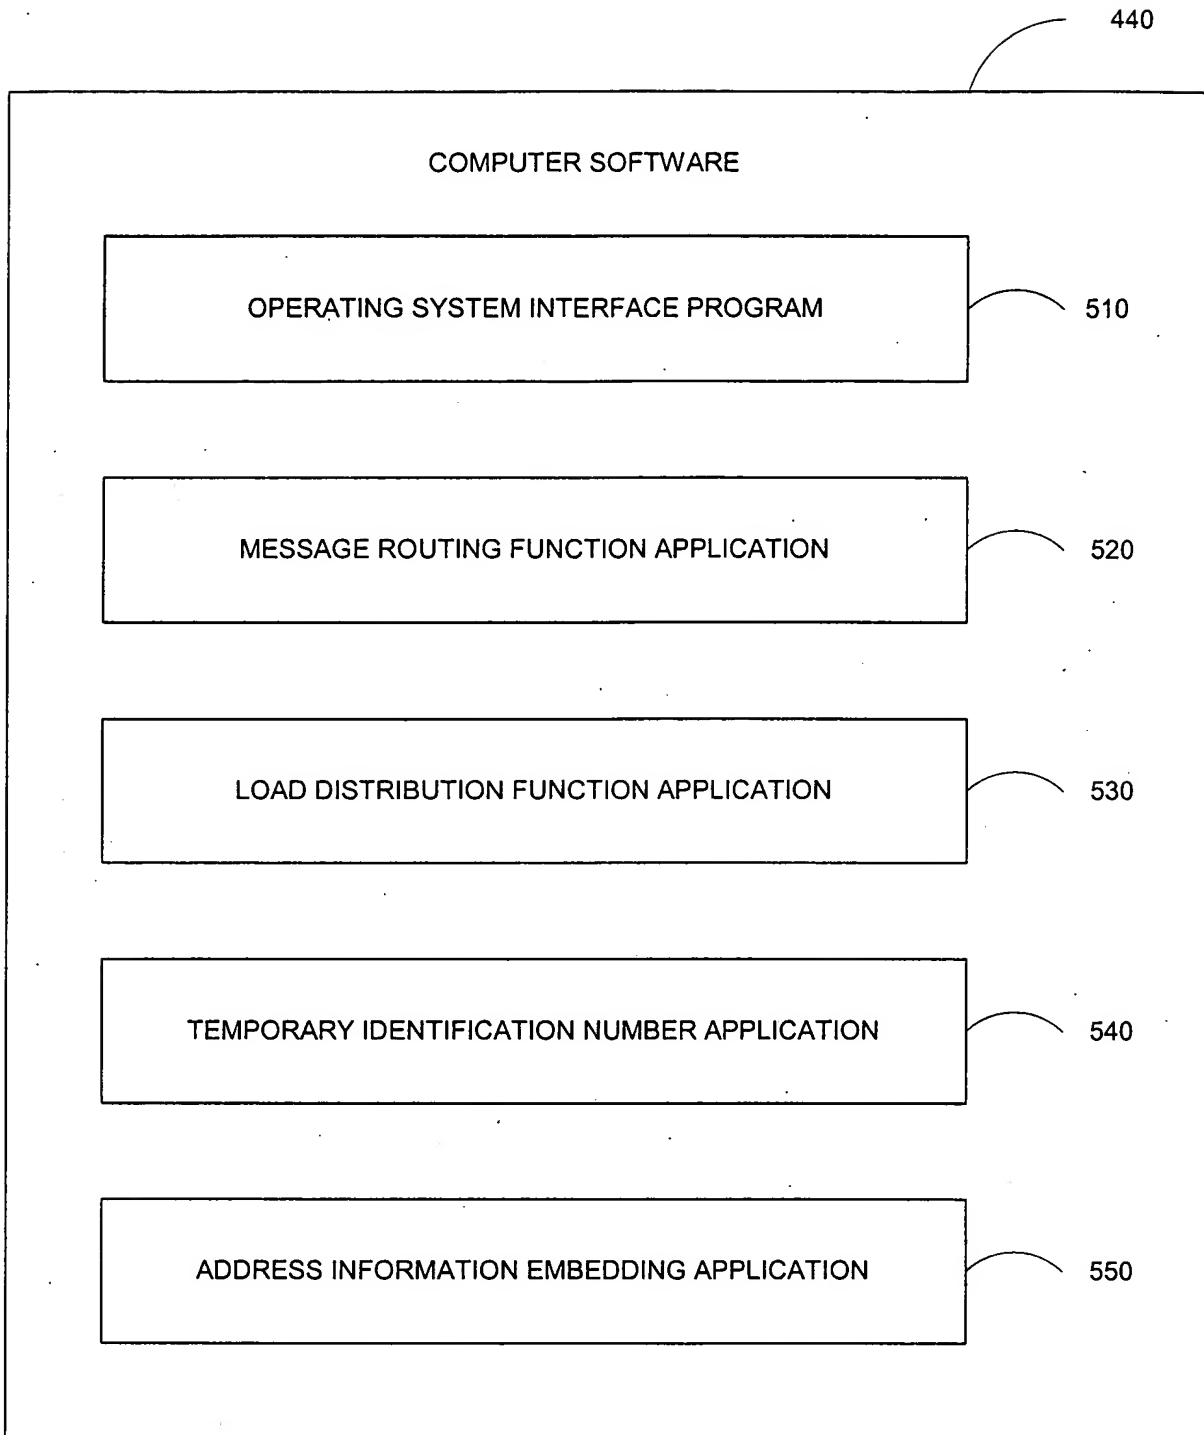 440
COMPUTER SOFTWARE
OPERATING SYSTEM INTERFACE PROGRAM
510
MESSAGE ROUTING FUNCTION APPLICATION
520
LOAD DISTRIBUTION FUNCTION APPLICATION
530
TEMPORARY IDENTIFICATION NUMBER APPLICATION
540
ADDRESS INFORMATION EMBEDDING APPLICATION
550